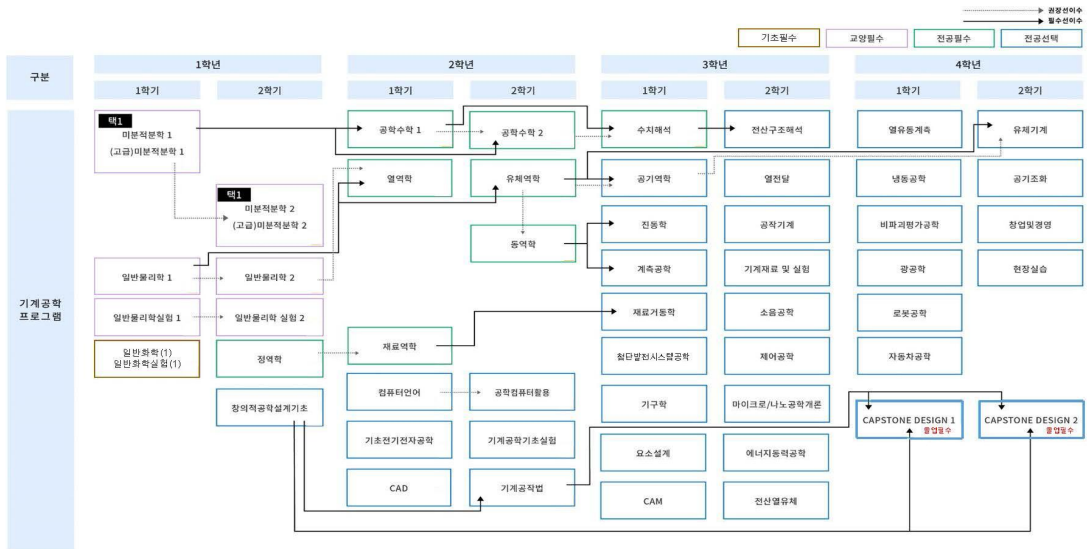 권장선이수
필수선이수
기초필수
교양필수
전공필수
전공선택
구분
1학년
2학년
3학년
4학년
1학기
2학기
1학기
2학기
1학기
2학기
1학기
2학기
기계공학
프로그램
택1
미분적분학 1
(고급)미분적분학 1
공학수학 1
공학수학 2
수치해석
전산구조해석
열유동계측
유체기계
열역학
유체역학
공기역학
열전달
냉동공학
공기조화
택1
미분적분학 2
(고급)미분적분학 2
동역학
진동학
공작기계
비파괴평가공학
창업및경영
일반물리학 1
일반물리학 2
계측공학
기계재료 및 실험
광공학
현장실습
일반물리학실험 1
일반물리학 실험 2
재료거동학
소음공학
로봇공학
일반화학(1)
일반화학실험(1)
정역학
재료역학
첨단발전시스템공학
제어공학
자동차공학
창의적공학설계기초
컴퓨터언어
공학컴퓨터활용
기구학
마이크로/나노공학개론
CAPSTONE DESIGN 1
졸업필수
CAPSTONE DESIGN 2
졸업필수
기초전기전자공학
기계공학기초실험
요소설계
에너지동력공학
CAD
기계공작법
CAM
전산열유체